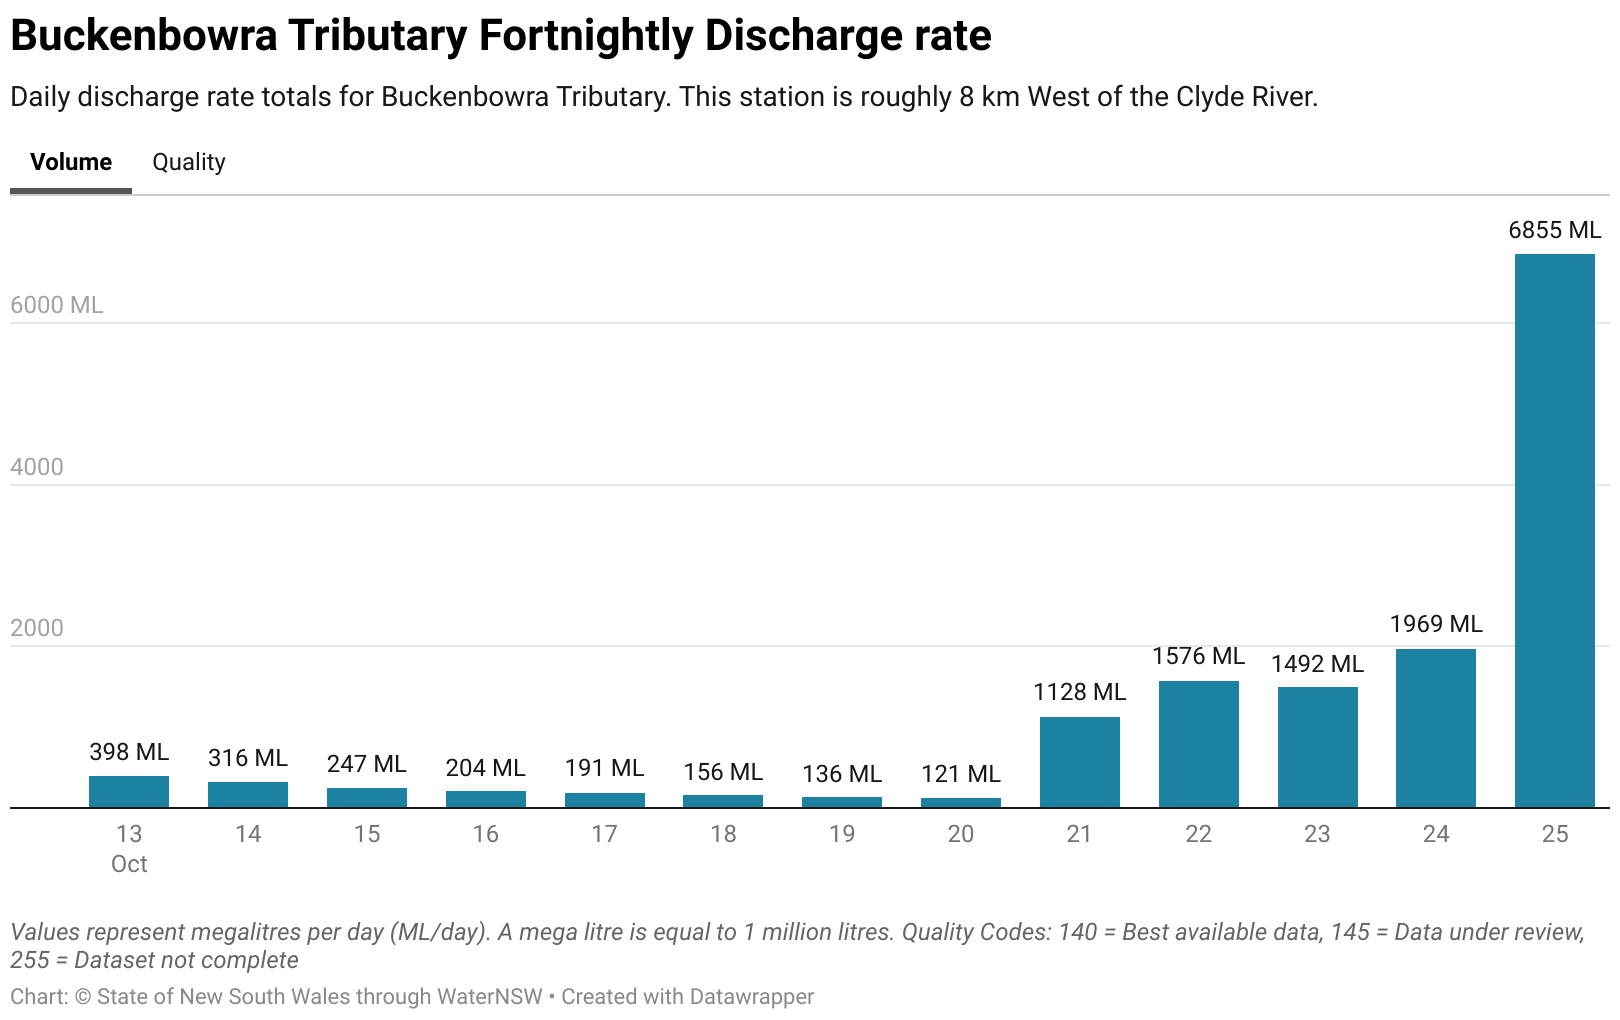 Buckenbowra Tributary Fortnightly Discharge rate
Daily discharge rate totals for Buckenbowra Tributary. This station is roughly 8 km West of the Clyde River.
Volume Quality
6855 ML
6000 ML
4000
2000
1969 ML
1576 ML
1492 ML
1128 ML
398 ML
316 ML
247 ML
204 ML
191 ML
156 ML
136 ML
121 ML
13 14 15 16 17 18 19 20 21 22 23 24 25
Oct
Values represent megalitres per day (ML/day). A mega litre is equal to 1 million litres. Quality Codes: 140 = Best available data, 145 = Data under review,
255 = Dataset not complete
Chart: © State of New South Wales through WaterNSW • Created with Datawrapper